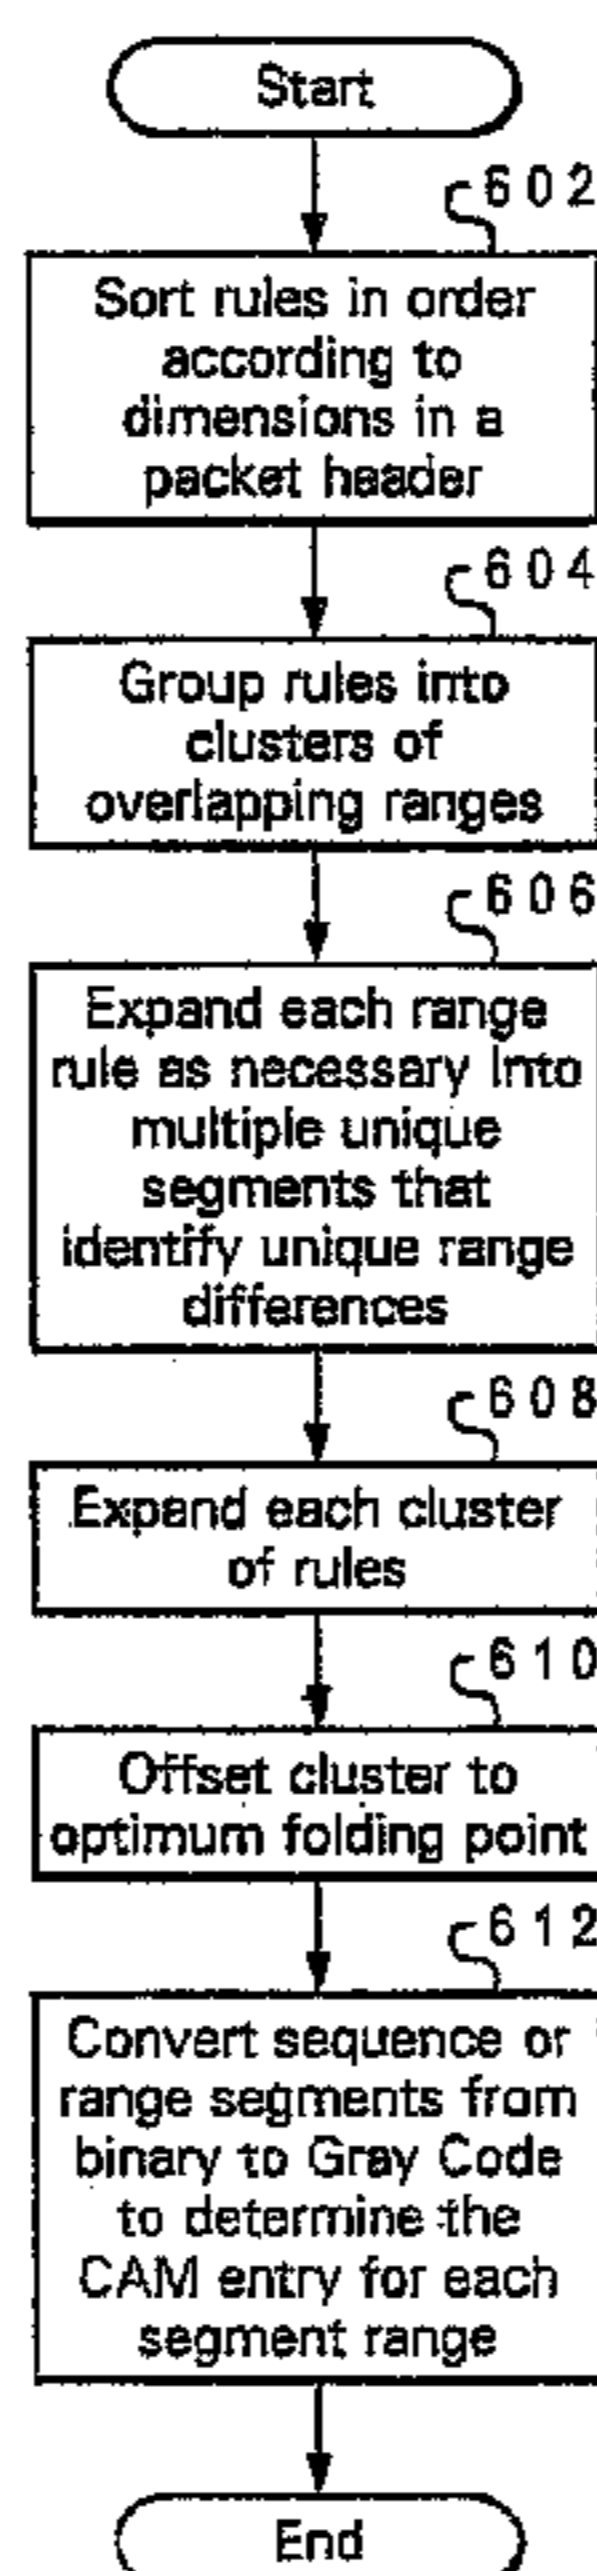 Start
602
Sort rules in order
according to
dimensions in a
packet header
604
Group rules into
clusters of
overlapping ranges
606
Expand each range
rule as necessary into
multiple unique
segments that
identify unique range
differences
608
Expand each cluster
of rules
610
Offset cluster to
optimum folding point
612
Convert sequence or
range segments from
binary to Gray Code
to determine the
CAM entry for each
segment range
End